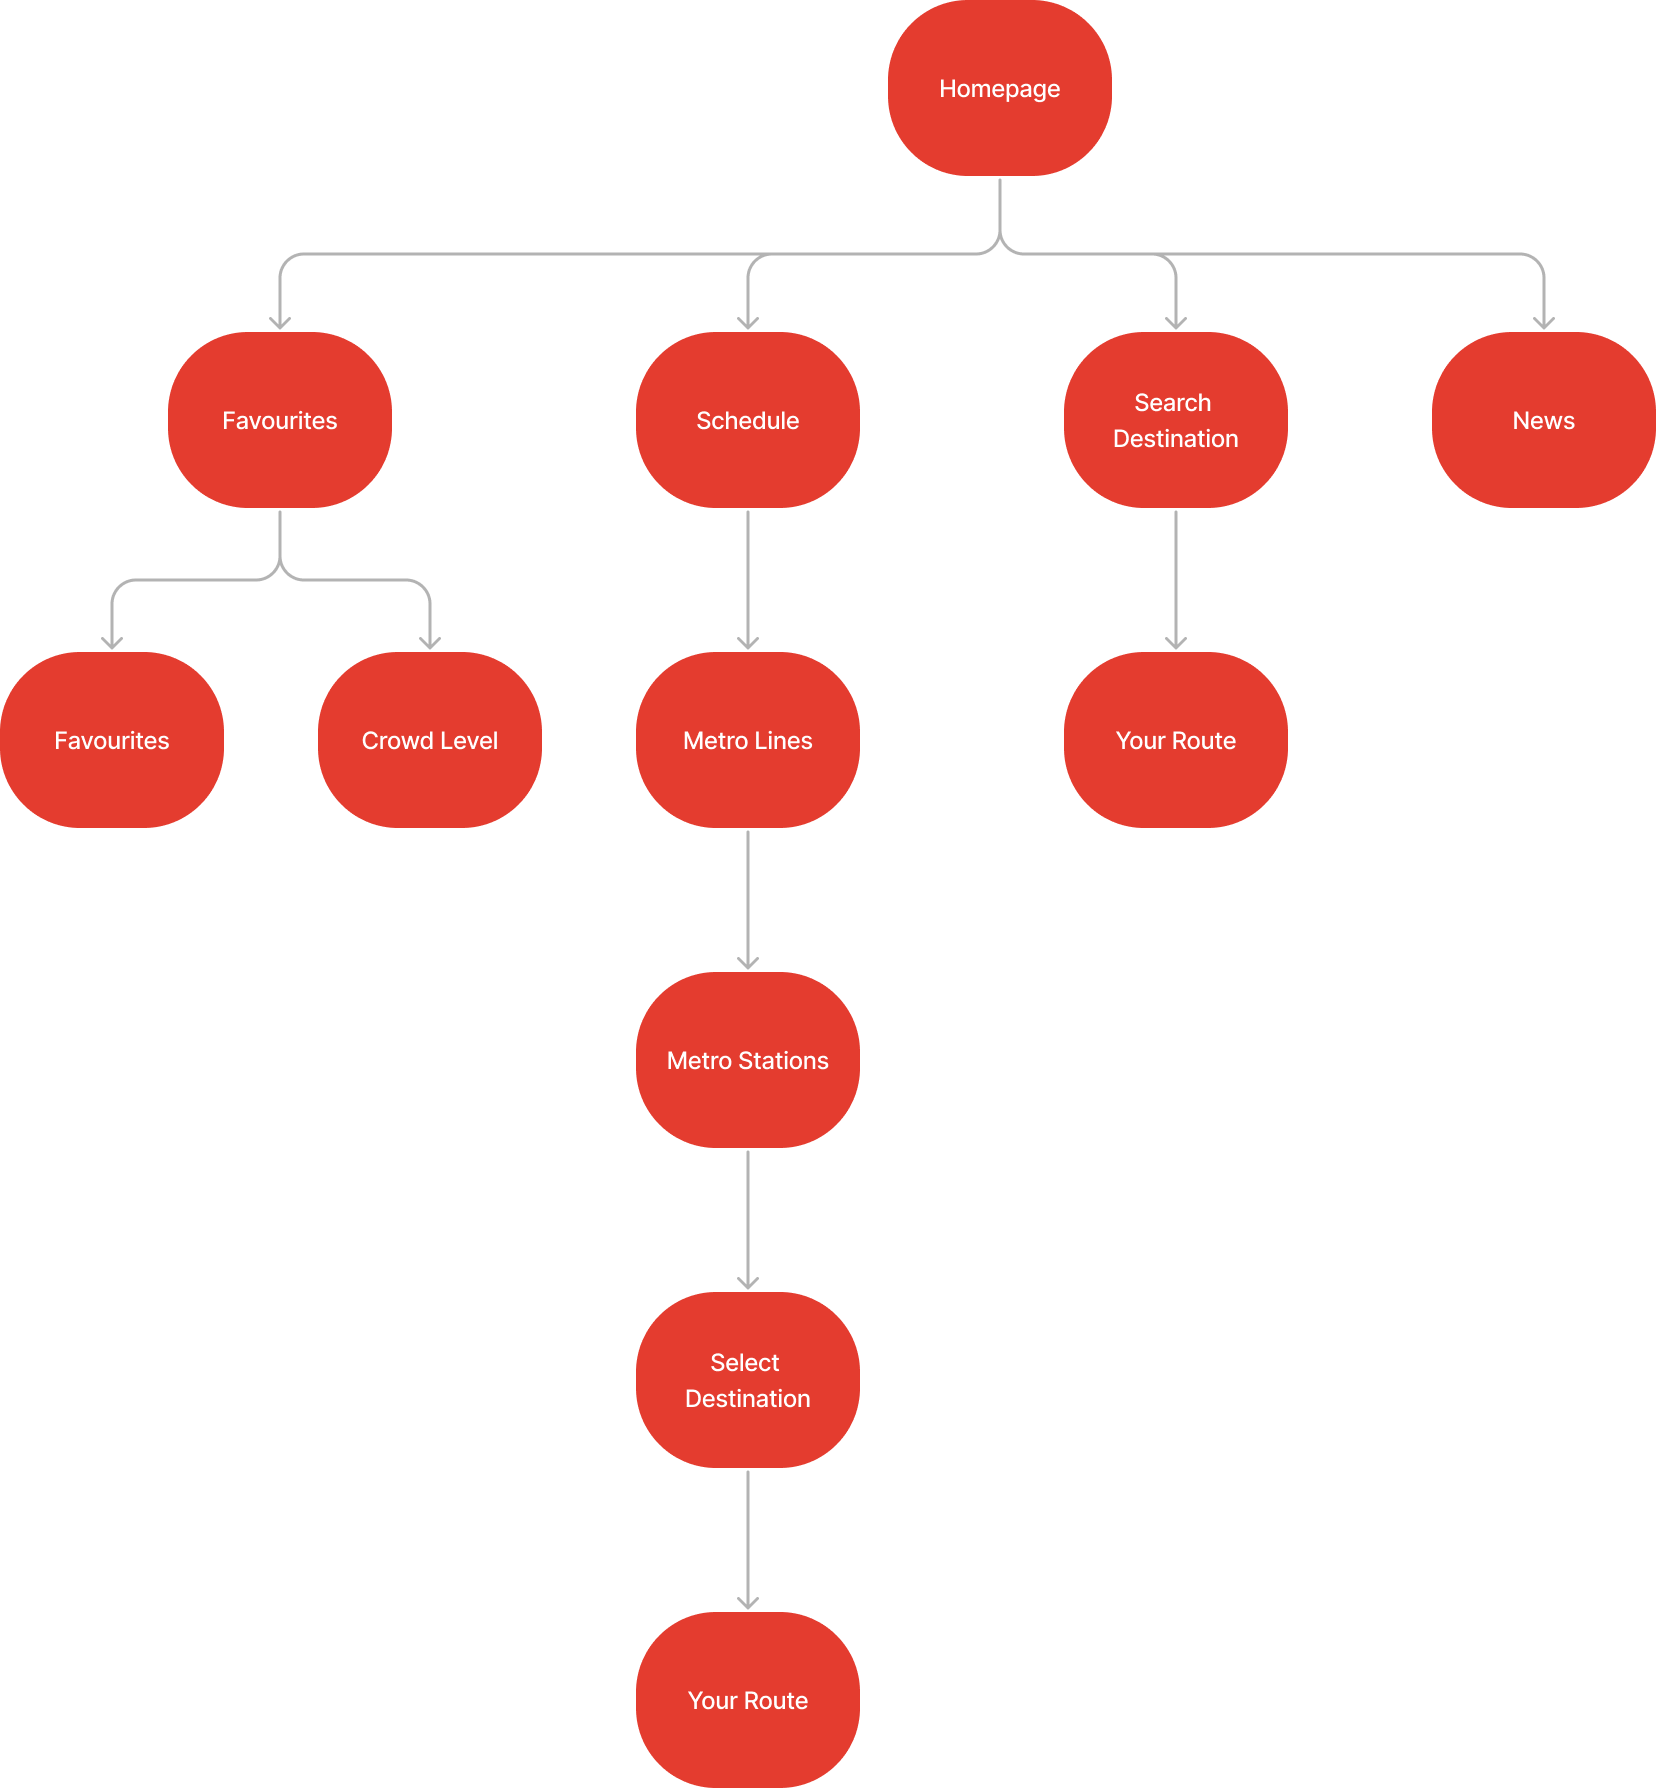 Homepage
Favourites
Schedule
Search
Destination
News
Favourites
Crowd Level
Metro Lines
Your Route
Metro Stations
Select
Destination
Your Route